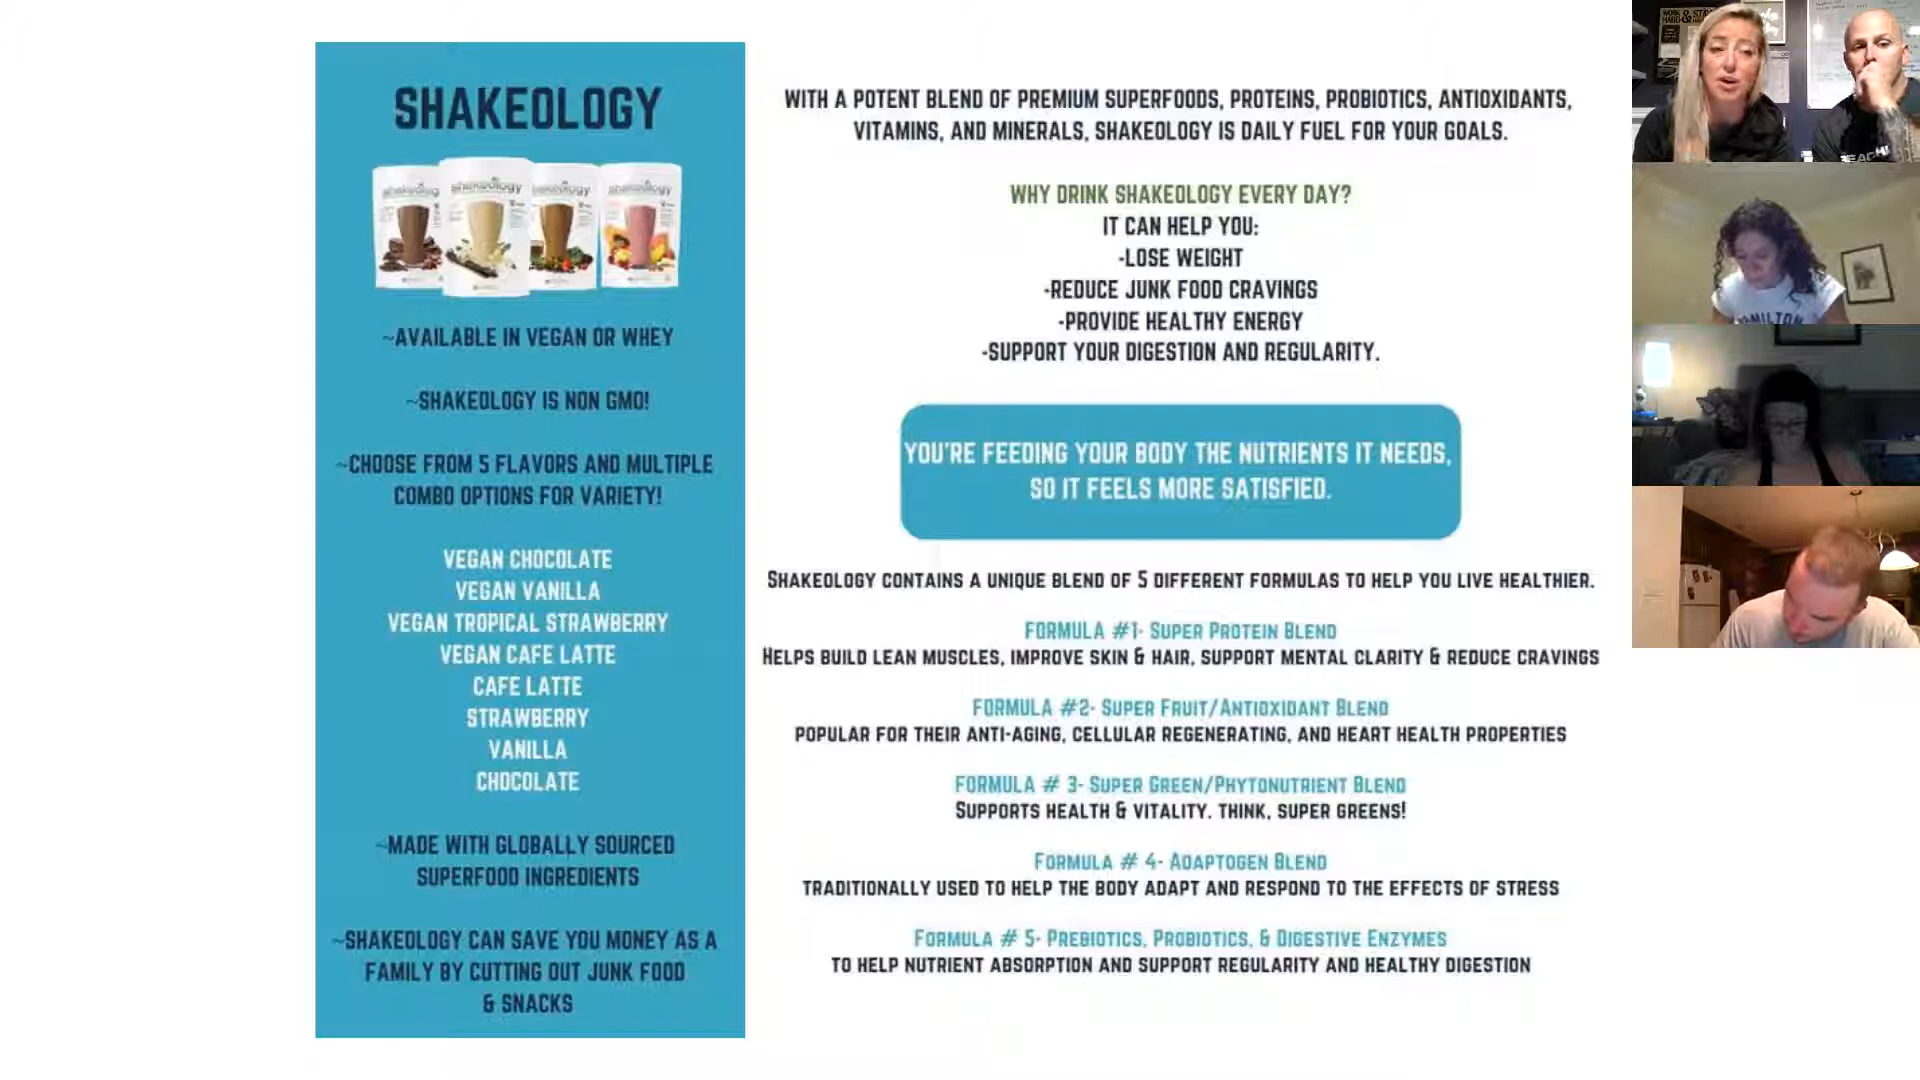 SHAKEOLOGY
shakeology
shakeology
shakeology
shakeology
~AVAILABLE IN VEGAN OR WHEY
~SHAKEOLOGY IS NON GMO!
~CHOOSE FROM 5 FLAVORS AND MULTIPLE
COMBO OPTIONS FOR VARIETY!
VEGAN CHOCOLATE
VEGAN VANILLA
VEGAN TROPICAL STRAWBERRY
VEGAN CAFE LATTE
CAFE LATTE
STRAWBERRY
VANILLA
CHOCOLATE
~MADE WITH GLOBALLY SOURCED
SUPERFOOD INGREDIENTS
~SHAKEOLOGY CAN SAVE YOU MONEY AS A
FAMILY BY CUTTING OUT JUNK FOOD
& SNACKS
WITH A POTENT BLEND OF PREMIUM SUPERFOODS, PROTEINS, PROBIOTICS, ANTIOXIDANTS,
VITAMINS, AND MINERALS, SHAKEOLOGY IS DAILY FUEL FOR YOUR GOALS.
WHY DRINK SHAKEOLOGY EVERY DAY?
IT CAN HELP YOU:
-LOSE WEIGHT
-REDUCE JUNK FOOD CRAVINGS
-PROVIDE HEALTHY ENERGY
-SUPPORT YOUR DIGESTION AND REGULARITY.
YOU'RE FEEDING YOUR BODY THE NUTRIENTS IT NEEDS,
SO IT FEELS MORE SATISFIED.
SHAKEOLOGY CONTAINS A UNIQUE BLEND OF 5 DIFFERENT FORMULAS TO HELP YOU LIVE HEALTHIER.
FORMULA #1- SUPER PROTEIN BLEND
HELPS BUILD LEAN MUSCLES, IMPROVE SKIN & HAIR, SUPPORT MENTAL CLARITY & REDUCE CRAVINGS
FORMULA #2- SUPER FRUIT/ANTIOXIDANT BLEND
POPULAR FOR THEIR ANTI-AGING, CELLULAR REGENERATING, AND HEART HEALTH PROPERTIES
FORMULA # 3- SUPER GREEN/PHYTONUTRIENT BLEND
SUPPORTS HEALTH & VITALITY. THINK, SUPER GREENS!
FORMULA # 4- ADAPTOGEN BLEND
TRADITIONALLY USED TO HELP THE BODY ADAPT AND RESPOND TO THE EFFECTS OF STRESS
FORMULA # 5- PREBIOTICS, PROBIOTICS, & DIGESTIVE ENZYMES
TO HELP NUTRIENT ABSORPTION AND SUPPORT REGULARITY AND HEALTHY DIGESTION